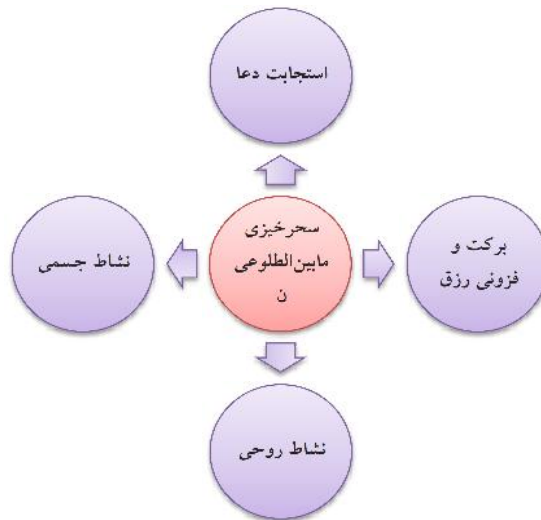 استجابت دعا
سحرخیزی
مابین‌الطلوعی
ن
برکت و
فزونی رزق
نشاط جسمی
نشاط روحی